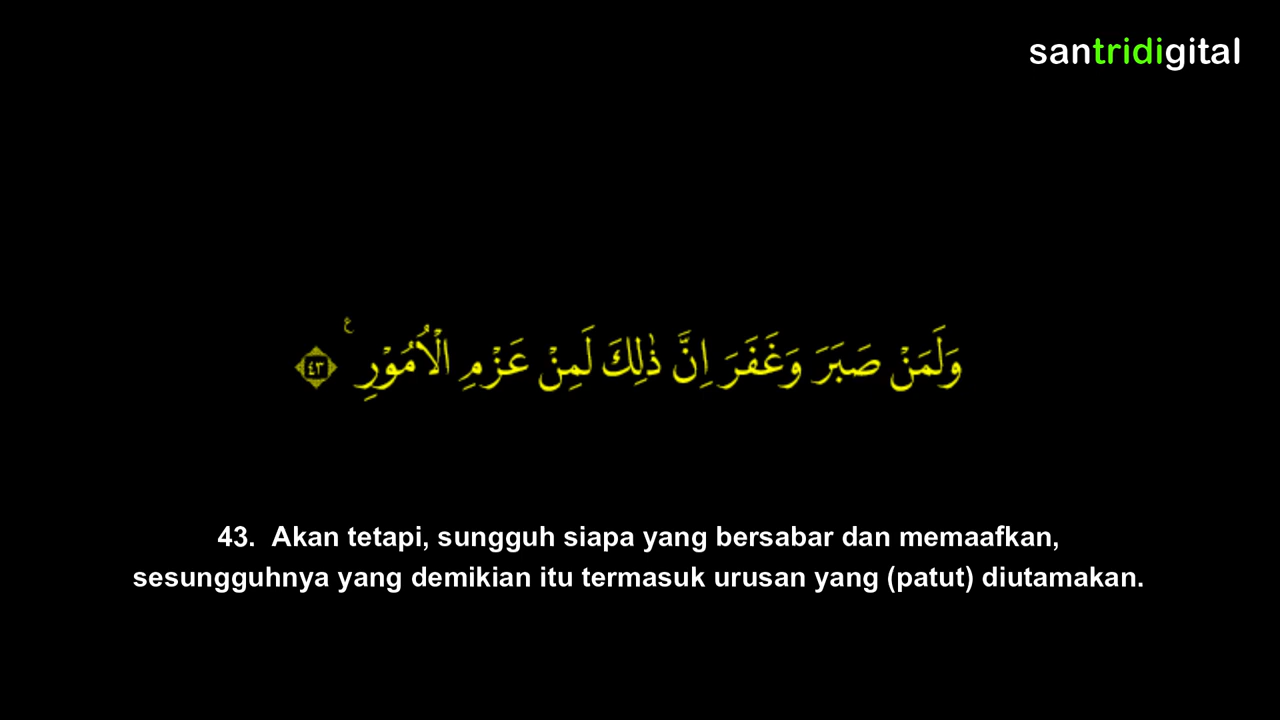 santridigital
وَلَمَنْ صَبَرَ وَغَفَرَ اِنَّ ذٰلِكَ لَمِنْ عَزْمِ الْاُمُوْرِ ࣖ ٤٣
43. Akan tetapi, sungguh siapa yang bersabar dan memaafkan,
sesungguhnya yang demikian itu termasuk urusan yang (patut) diutamakan.